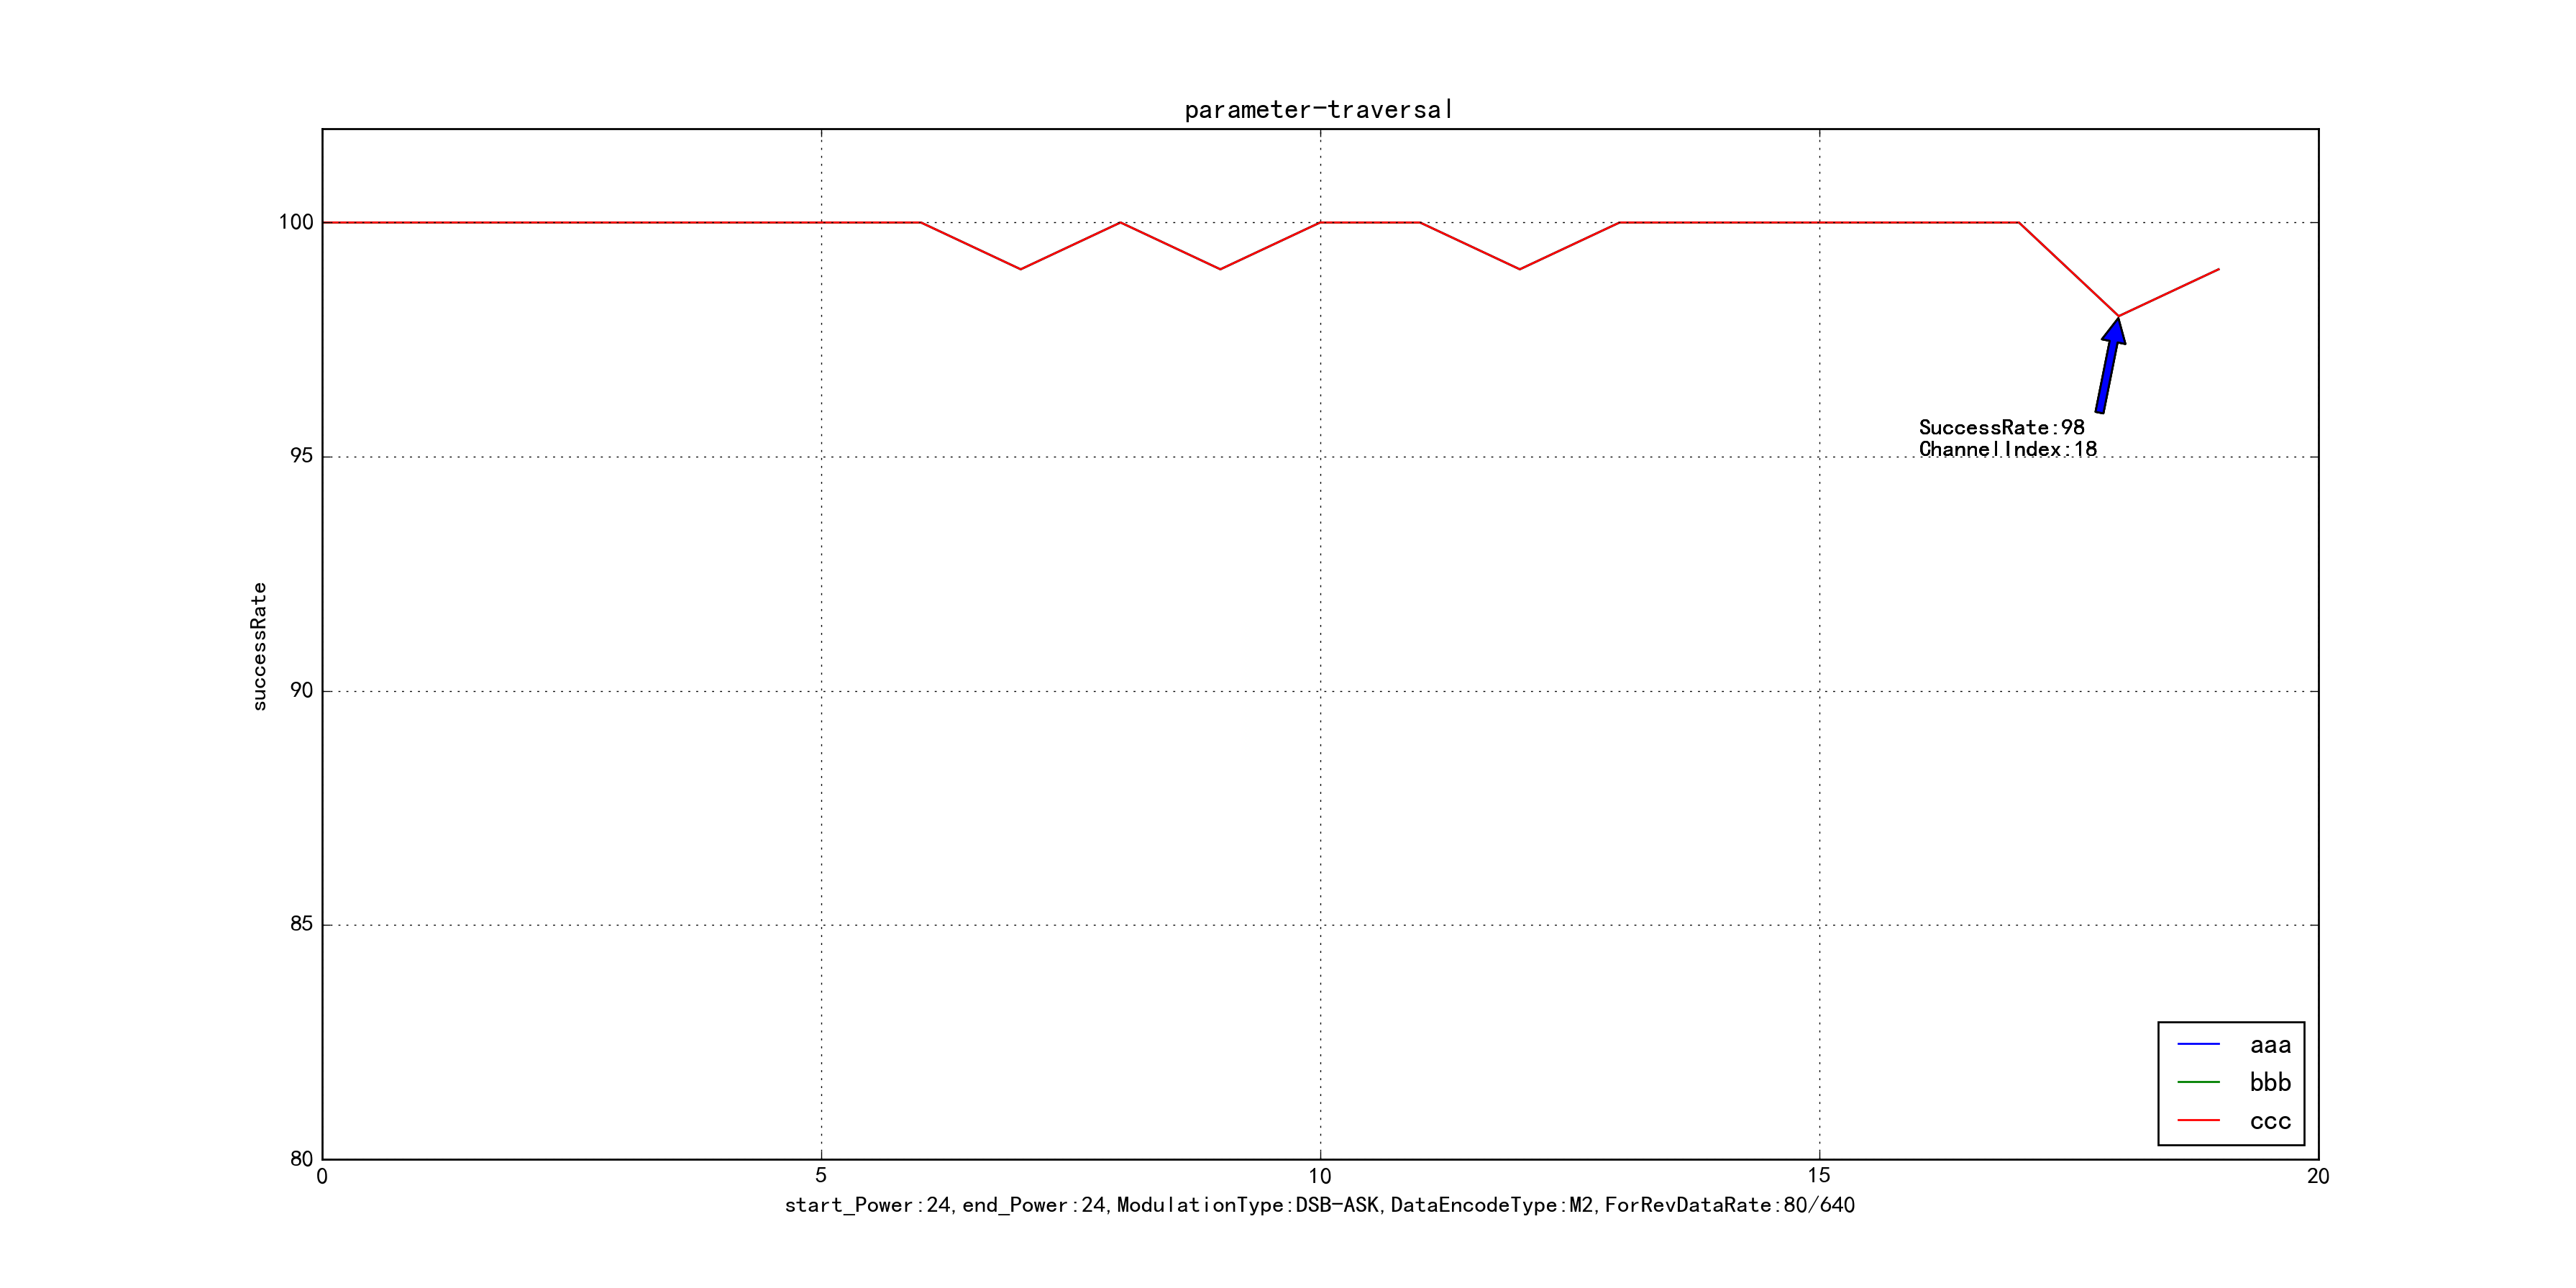 parameter-traversal
100
95
90
85
80
successRate
SuccessRate:98
ChannelIndex:18
aaa
bbb
ccc
0 5 10 15 20
start_Power:24,end_Power:24,ModulationType:DSB-ASK,DataEncodeType:M2,ForRevDataRate:80/640